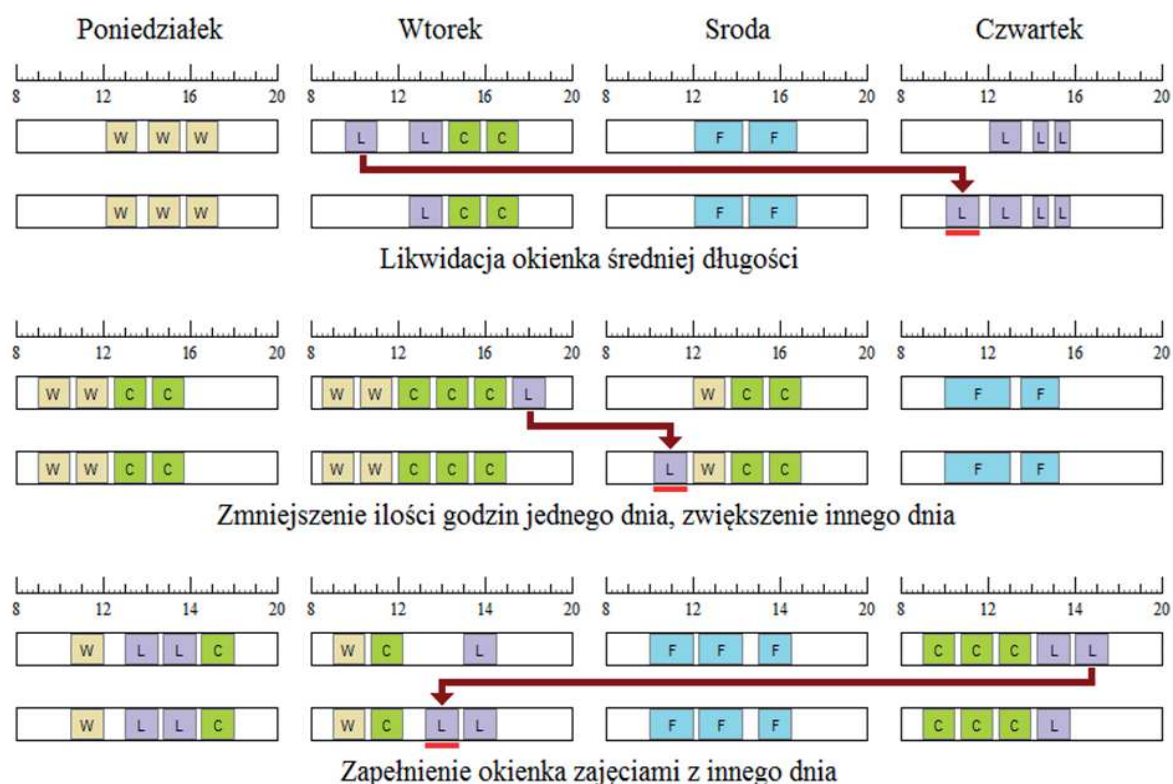 Poniedziałek Wtorek Sroda Czwartek
8 12 16 20 8 12 16 20 8 12 16 20 8 12 16 20
W W W L L C C F F L L L
W W W L C C F F L L L L
Likwidacja okienka średniej długości
8 12 16 20 8 12 16 20 8 12 16 20 8 12 16 20
W W C C W W C C C L W C C F F
W W C C W W C C C L W C C F F
Zmniejszenie ilości godzin jednego dnia, zwiększenie innego dnia
8 12 14 20 8 12 14 20 8 12 14 20 8 12 14 20
W L L C W C L F F F C C C L L
W L L C W C L L F F F C C C L
Zapełnienie okienka zajęciami z innego dnia